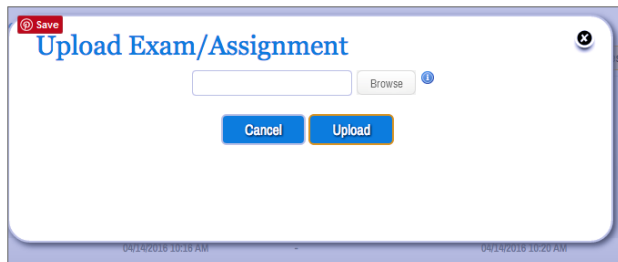 Save
Upload Exam/Assignment
Browse
Cancel Upload
04/14/2016 10:16 AM - 04/14/2016 10:20 AM